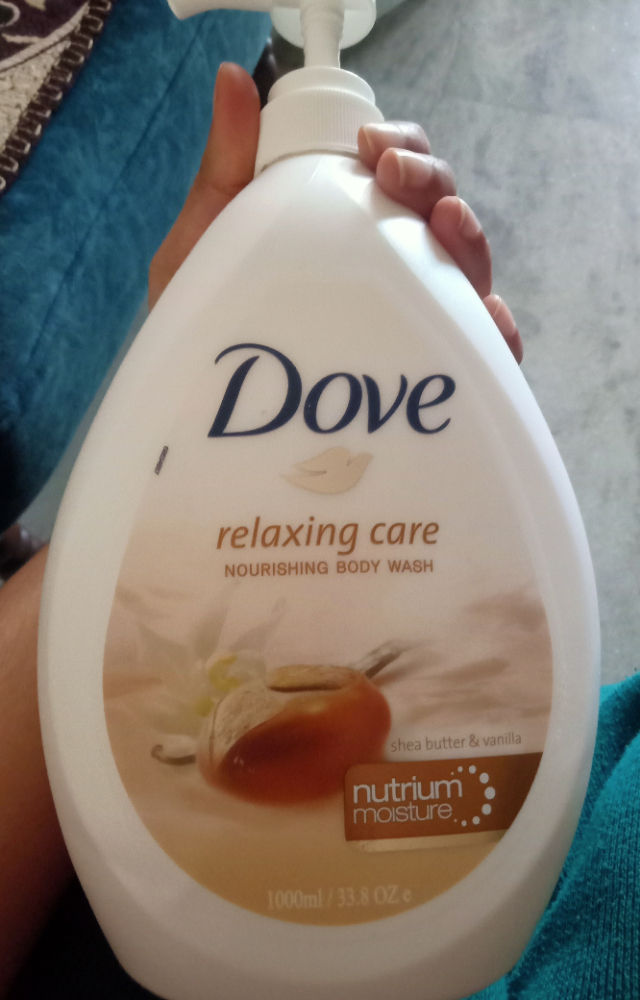 Dove
relaxing care
NOURISHING BODY WASH
shea butter & vanilla
nutrium
moisture
1000ml / 33.8 OZ e